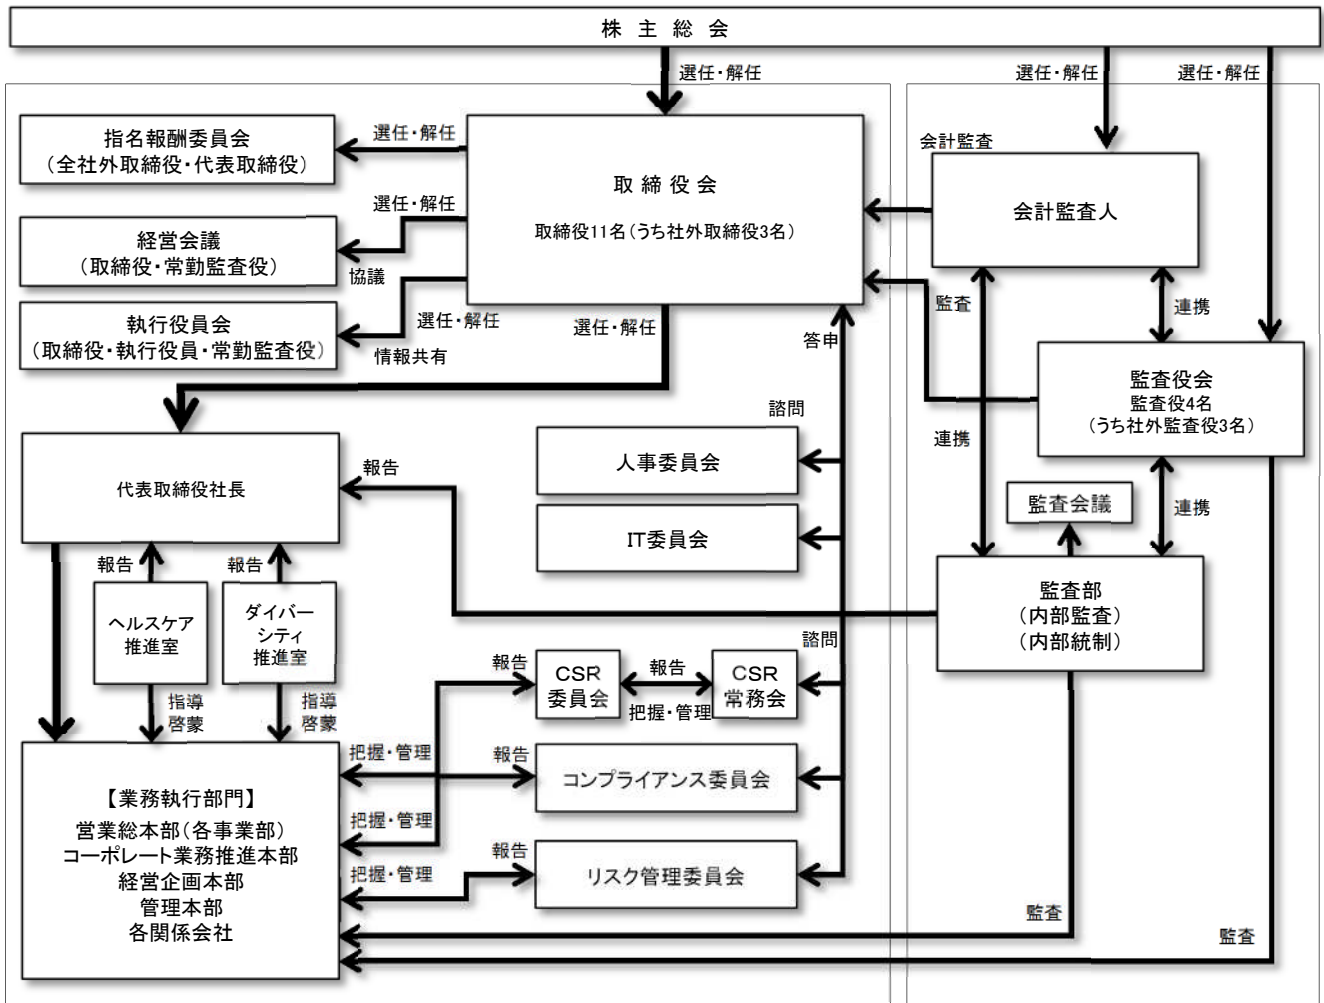 株主総会
選任・解任
選任・解任
選任・解任
指名報酬委員会
（全社外取締役・代表取締役）
選任・解任
取締役会
取締役11名（うち社外取締役3名）
会計監査
会計監査人
経営会議
（取締役・常勤監査役）
選任・解任
協議
執行役員会
（取締役・執行役員・常勤監査役）
選任・解任
情報共有
選任・解任
答申
監査
連携
監査役会
監査役4名
（うち社外監査役3名）
諮問
連携
代表取締役社長
報告
人事委員会
IT委員会
監査会議
連携
報告
報告
ヘルスケア
推進室
ダイバー
シティ
推進室
監査部
（内部監査）
（内部統制）
諮問
指導
啓蒙
指導
啓蒙
報告
CSR
委員会
報告
把握・管理
CSR
常務会
把握・管理
報告
コンプライアンス委員会
把握・管理
報告
把握・管理
リスク管理委員会
【業務執行部門】
営業総本部（各事業部）
コーポレート業務推進本部
経営企画本部
管理本部
各関係会社
監査
監査